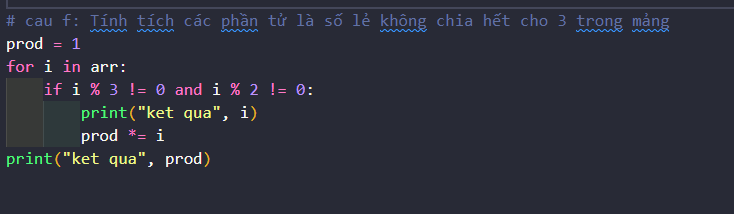 # cau f: Tính tích các phần tử là số lẻ không chia hết cho 3 trong mảng
prod = 1
for i in arr:
    if i % 3 != 0 and i % 2 != 0:
        print("ket qua", i)
        prod *= i
print("ket qua", prod)